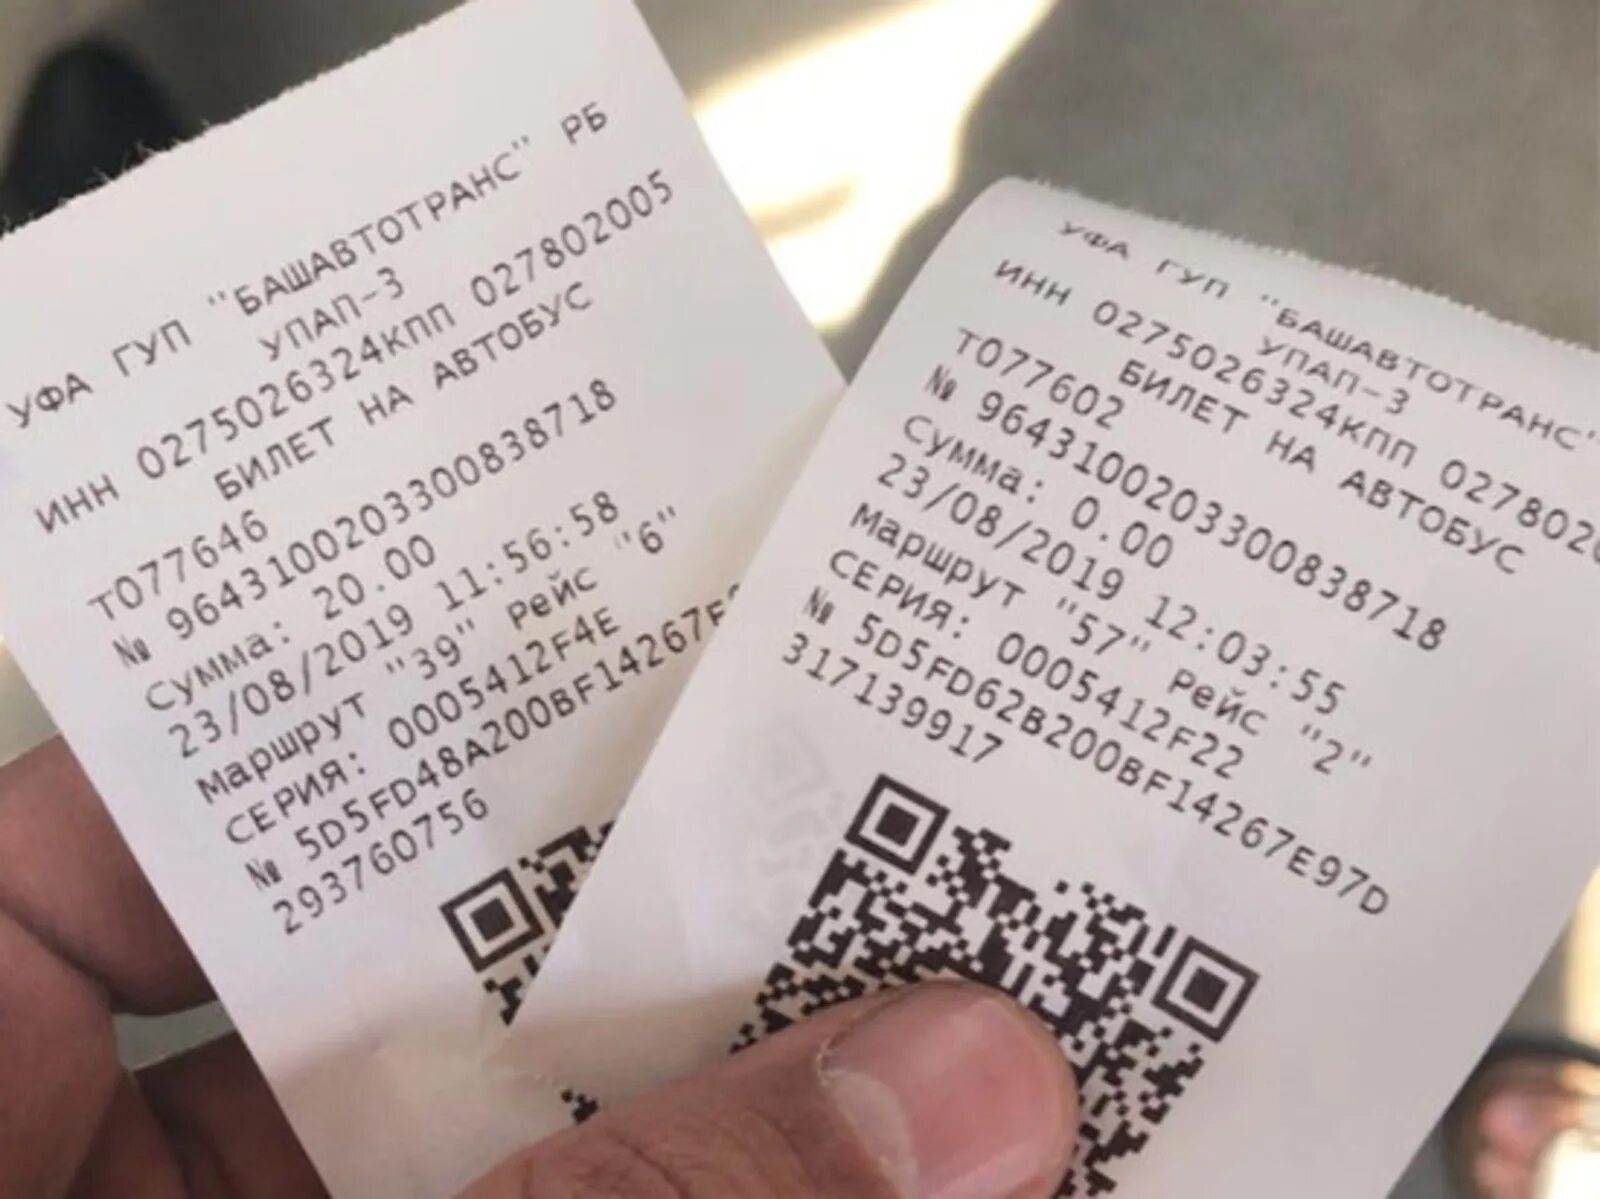 УФА ГУП "БАШАВТОТРАНС" РБ
УПАП-3
ИНН 0275026324КПП 027802005
БИЛЕТ НА АВТОБУС
Т077646
№ 9643100203300838718
Сумма: 20.00
23/08/2019 11:56:58
Маршрут "39" Рейс "6"
СЕРИЯ: 0005412F4E
№ 5D5FD48A200BF14267F
293760756
УФА ГУП "БАШАВТОТРАНС"
УПАП-3
ИНН 0275026324КПП 027802
БИЛЕТ НА АВТОБУС
Т077602
№ 9643100203300838718
Сумма: 0.00
23/08/2019 12:03:55
Маршрут "57" Рейс "2"
СЕРИЯ: 0005412F22
№ 5D5FD62B200BF14267E97D
317139917